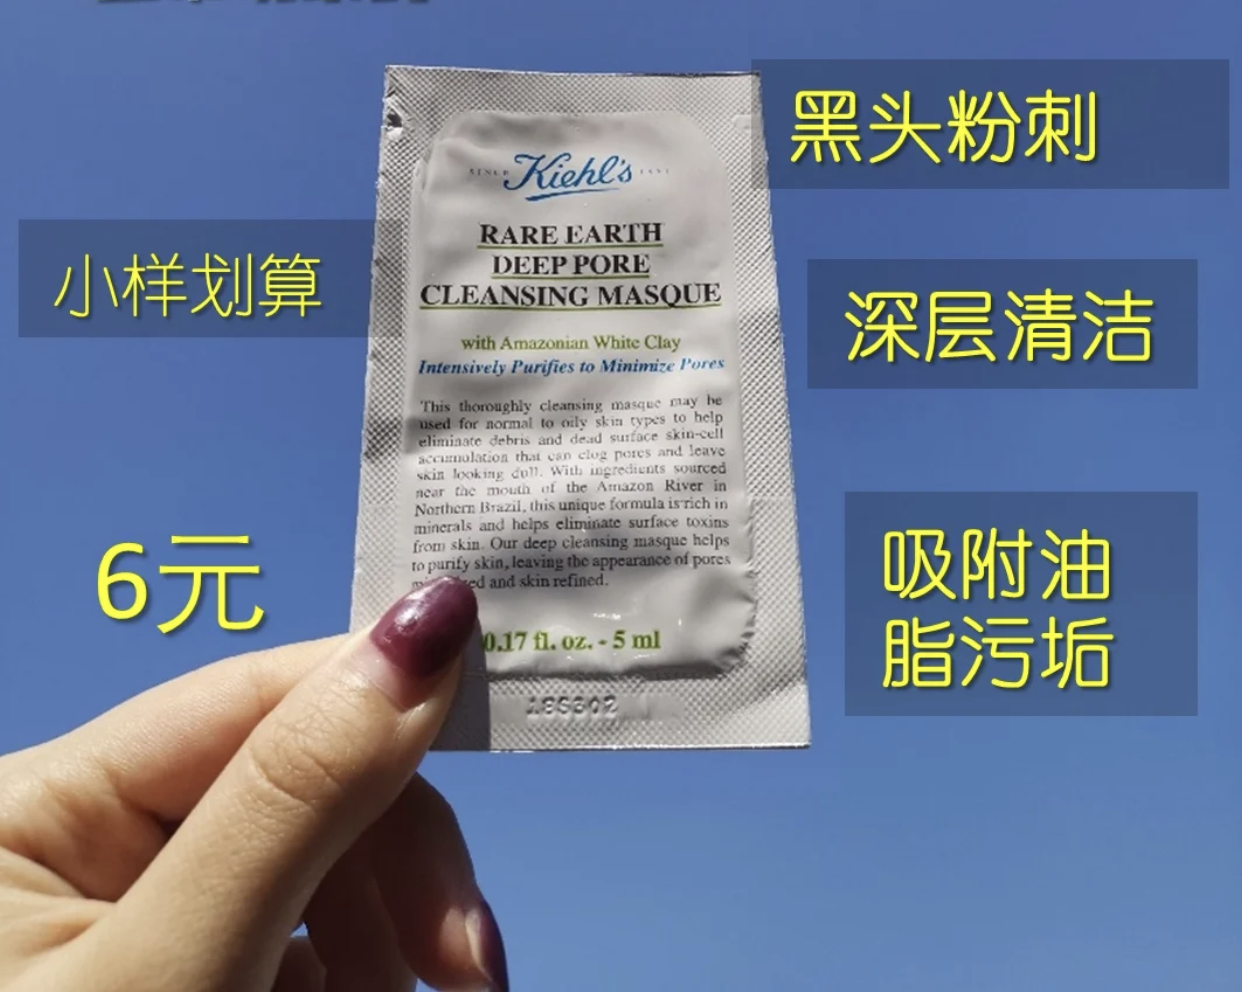 黑头粉刺
SINCE Kiehl's 1851
小样划算
RARE EARTH
DEEP PORE
CLEANSING MASQUE
深层清洁
with Amazonian White Clay
Intensively Purifies to Minimize Pores
This thoroughly cleansing masque may be
used for normal to oily skin types to help
eliminate debris and dead surface skin-cell
accumulation that can clog pores and leave
skin looking dull. With ingredients sourced
near the mouth of the Amazon River in
Northern Brazil, this unique formula is rich in
minerals and helps eliminate surface toxins
from skin. Our deep cleansing masque helps
to purify skin, leaving the appearance of pores
and skin refined.
吸附油
脂污垢
6元
0.17 fl. oz. - 5 ml
18S302